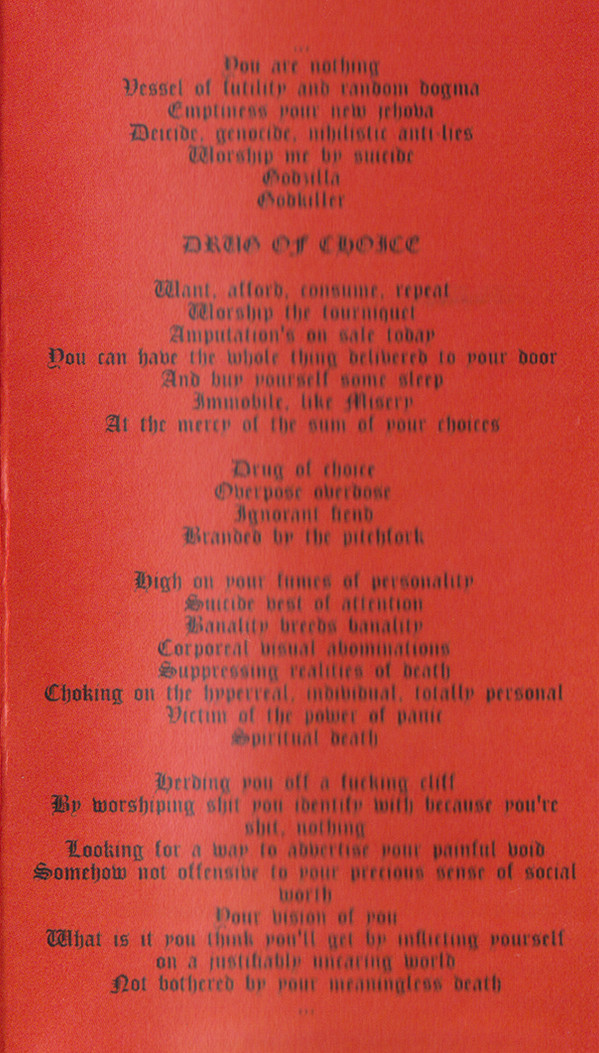 ...
You are nothing
Vessel of futility and random dogma
Emptiness your new jehova
Deicide, genocide, nihilistic anti-lies
Worship me by suicide
Godzilla
Godkiller
DRUG OF CHOICE
Want, afford, consume, repeat
Worship the tourniquet
Amputation's on sale today
You can have the whole thing delivered to your door
And buy yourself some sleep
Immobile, like Misery
At the mercy of the sum of your choices
Drug of choice
Overpose overdose
Ignorant fiend
Branded by the pitchfork
High on your fumes of personality
Suicide vest of attention
Banality breeds banality
Corporeal visual abominations
Suppressing realities of death
Choking on the hyperreal, individual, totally personal
Victim of the power of panic
Spiritual death
Herding you off a fucking cliff
By worshiping shit you identify with because you're
shit, nothing
Looking for a way to advertise your painful void
Somehow not offensive to your precious sense of social
worth
Your vision of you
What is it you think you'll get by inflicting yourself
on a justifiably uncaring world
Not bothered by your meaningless death
...